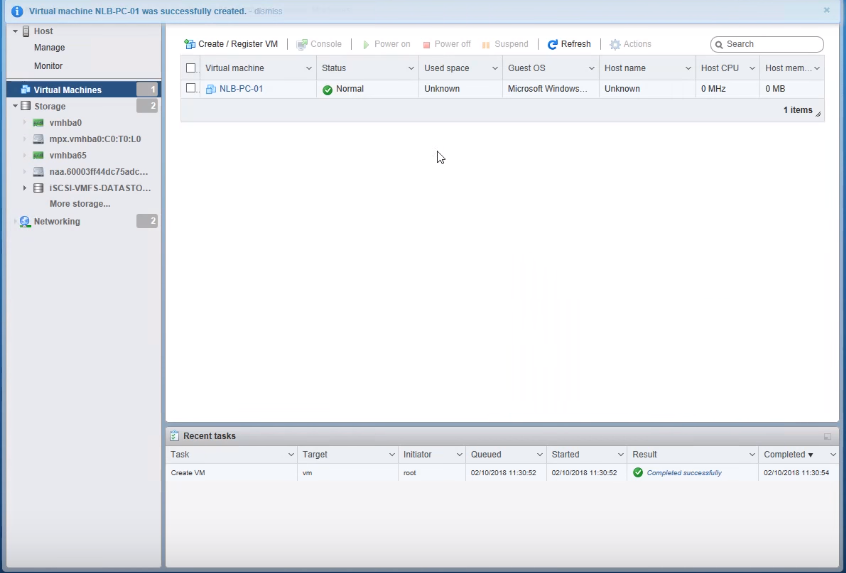 Virtual machine NLB-PC-01 was successfully created. - dismiss
Host
Manage
Monitor
Virtual Machines 1
Storage 2
vmhba0
mpx.vmhba0:C0:T0:L0
vmhba65
naa.60003ff44dc75adc...
iSCSI-VMFS-DATASTO...
More storage...
Networking 2
Create / Register VM Console Power on Power off Suspend Refresh Actions Search
Virtual machine Status Used space Guest OS Host name Host CPU Host mem...
NLB-PC-01 Normal Unknown Microsoft Windows... Unknown 0 MHz 0 MB
1 items
Recent tasks
Task Target Initiator Queued Started Result Completed
Create VM vm root 02/10/2018 11:30:52 02/10/2018 11:30:52 Completed successfully 02/10/2018 11:30:54